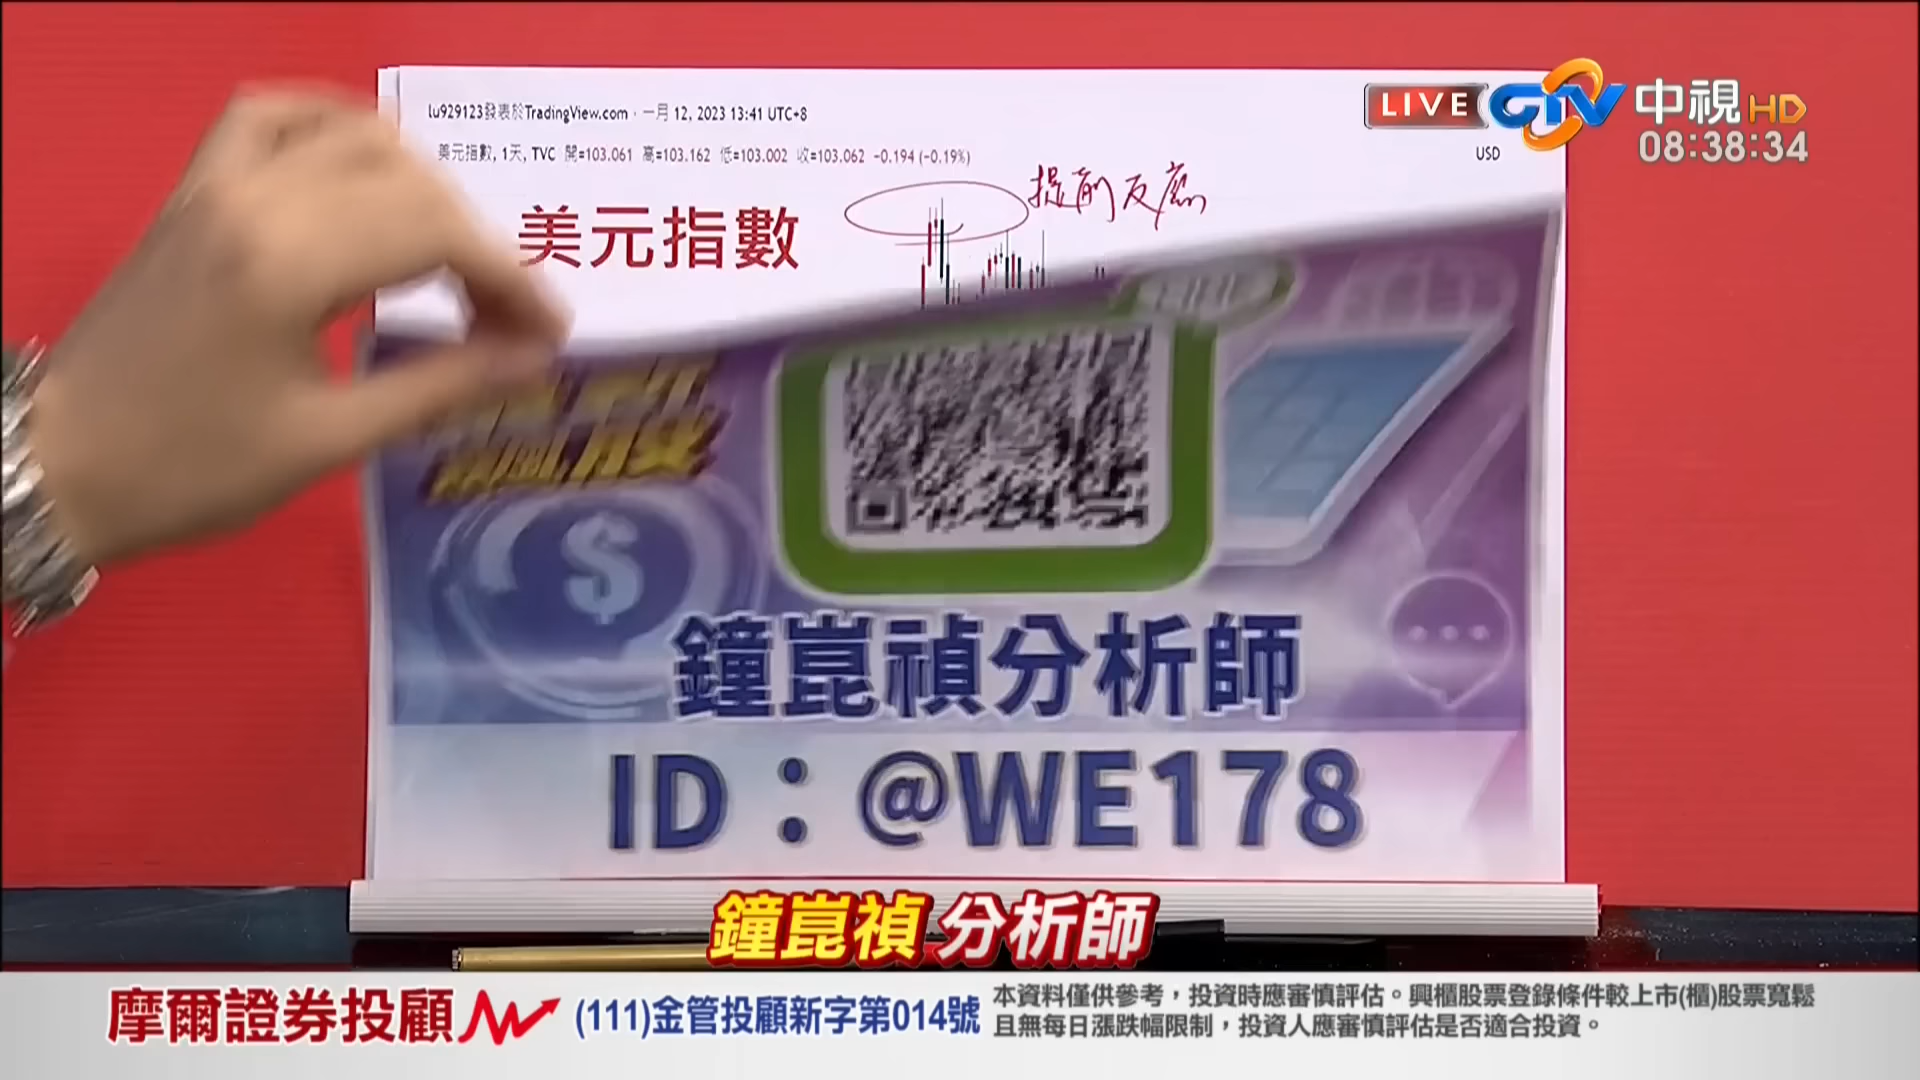 lu929123發表於TradingView.com，一月 12, 2023 13:41 UTC+8
美元指數, 1天, TVC 開=103.061 高=103.162 低=103.002 收=103.062 −0.194 (−0.19%)
LIVE CTV 中視HD
08:38:34
USD
提前反應
美元指數
鐘崑禎分析師
ID：@WE178
鐘崑禎 分析師
摩爾證券投顧
(111)金管投顧新字第014號
本資料僅供參考，投資時應審慎評估。興櫃股票登錄條件較上市(櫃)股票寬鬆
且無每日漲跌幅限制，投資人應審慎評估是否適合投資。